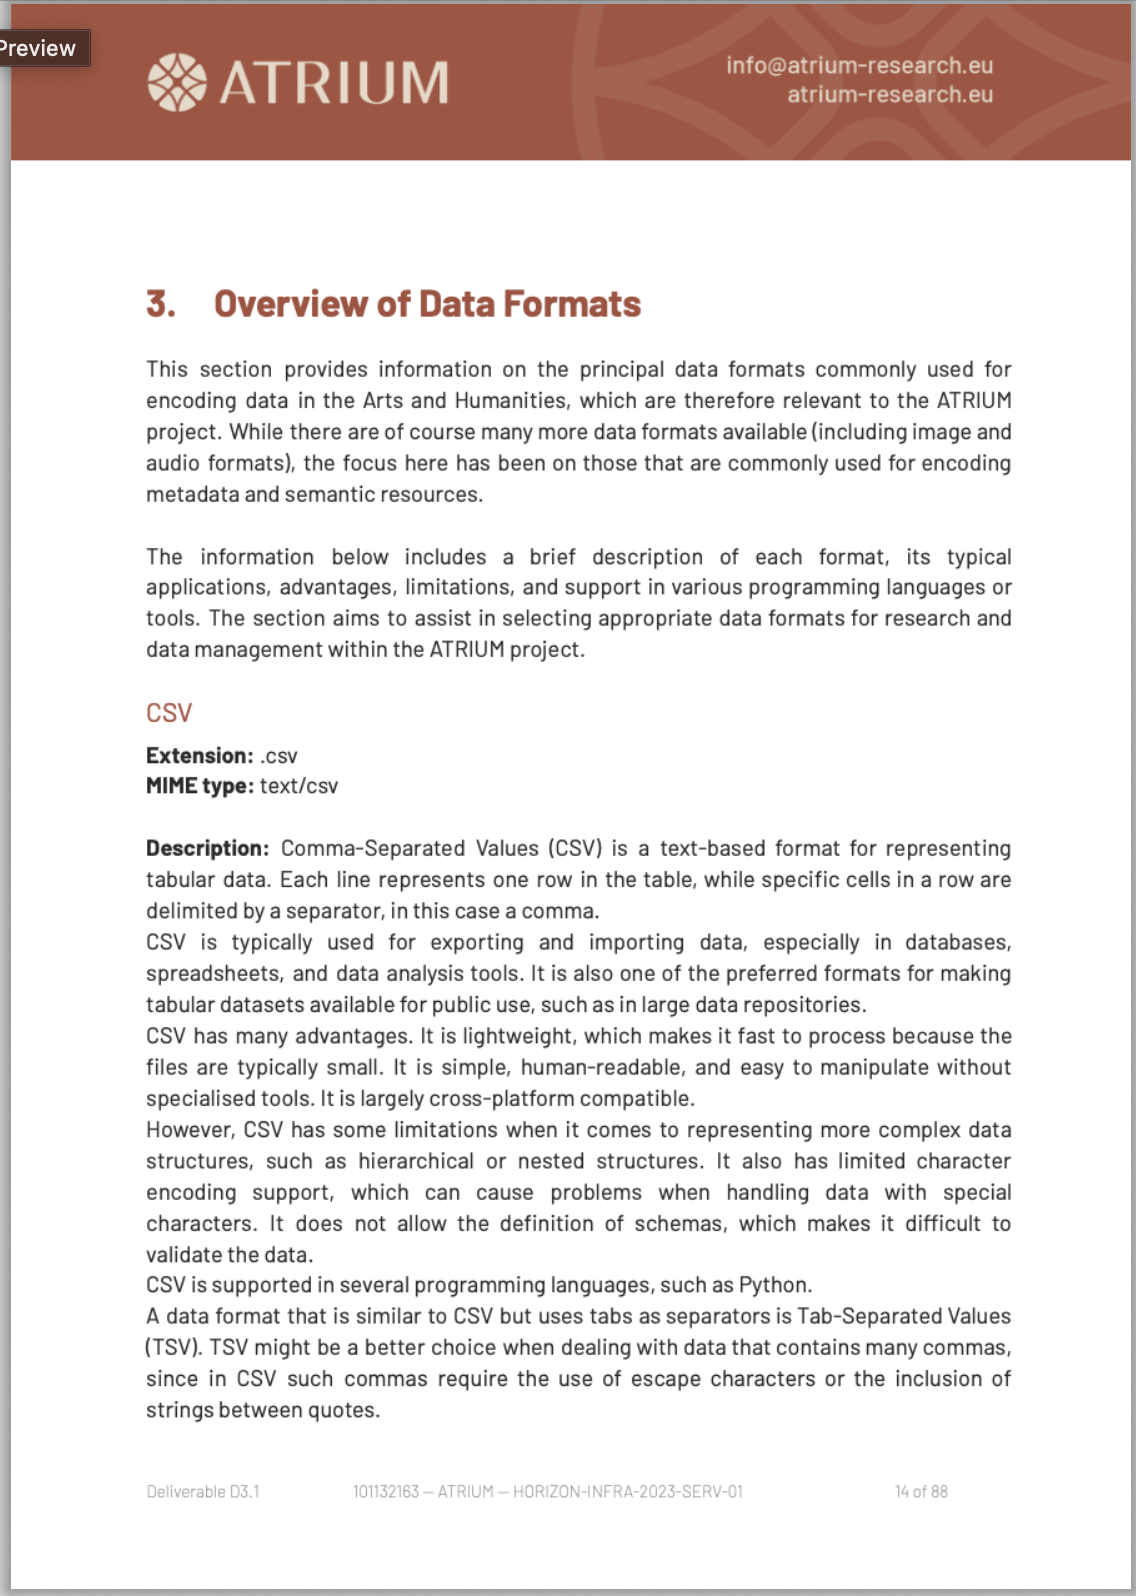 Preview
ATRIUM
info@atrium-research.eu
atrium-research.eu
3. Overview of Data Formats
This section provides information on the principal data formats commonly used for
encoding data in the Arts and Humanities, which are therefore relevant to the ATRIUM
project. While there are of course many more data formats available (including image and
audio formats), the focus here has been on those that are commonly used for encoding
metadata and semantic resources.
The information below includes a brief description of each format, its typical
applications, advantages, limitations, and support in various programming languages or
tools. The section aims to assist in selecting appropriate data formats for research and
data management within the ATRIUM project.
CSV
Extension: .csv
MIME type: text/csv
Description: Comma-Separated Values (CSV) is a text-based format for representing
tabular data. Each line represents one row in the table, while specific cells in a row are
delimited by a separator, in this case a comma.
CSV is typically used for exporting and importing data, especially in databases,
spreadsheets, and data analysis tools. It is also one of the preferred formats for making
tabular datasets available for public use, such as in large data repositories.
CSV has many advantages. It is lightweight, which makes it fast to process because the
files are typically small. It is simple, human-readable, and easy to manipulate without
specialised tools. It is largely cross-platform compatible.
However, CSV has some limitations when it comes to representing more complex data
structures, such as hierarchical or nested structures. It also has limited character
encoding support, which can cause problems when handling data with special
characters. It does not allow the definition of schemas, which makes it difficult to
validate the data.
CSV is supported in several programming languages, such as Python.
A data format that is similar to CSV but uses tabs as separators is Tab-Separated Values
(TSV). TSV might be a better choice when dealing with data that contains many commas,
since in CSV such commas require the use of escape characters or the inclusion of
strings between quotes.
Deliverable D3.1 101132163 – ATRIUM – HORIZON-INFRA-2023-SERV-01 14 of 88